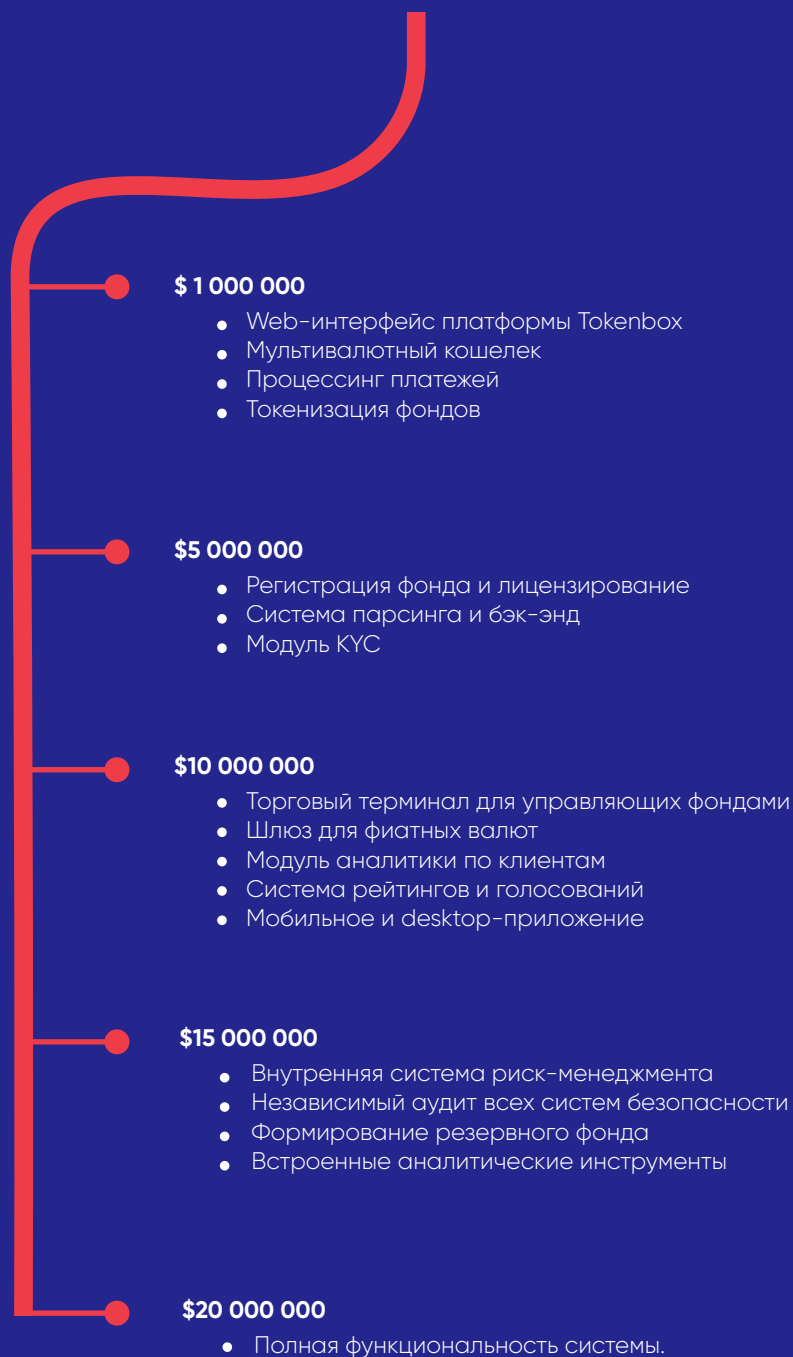 $ 1 000 000
Web-интерфейс платформы Tokenbox
Мультивалютный кошелек
Процессинг платежей
Токенизация фондов
$5 000 000
Регистрация фонда и лицензирование
Система парсинга и бэк-энд
Модуль KYC
$10 000 000
Торговый терминал для управляющих фондами
Шлюз для фиатных валют
Модуль аналитики по клиентам
Система рейтингов и голосований
Мобильное и desktop-приложение
$15 000 000
Внутренняя система риск-менеджмента
Независимый аудит всех систем безопасности
Формирование резервного фонда
Встроенные аналитические инструменты
$20 000 000
Полная функциональность системы.